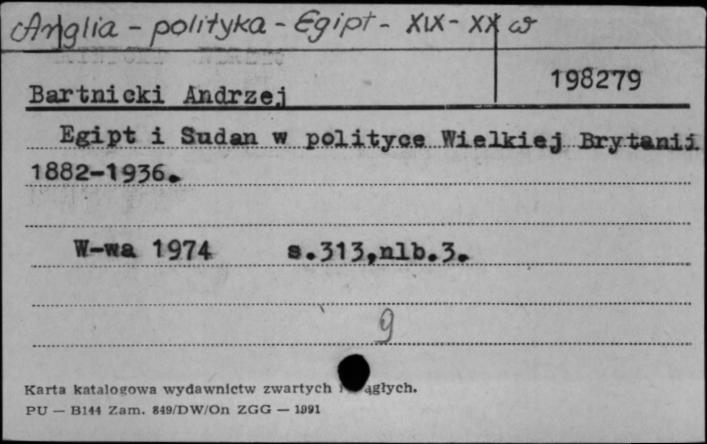 Anglia - polityka - Egipt - XIX - XX w
198279
Bartnicki Andrzej
Egipt i Sudan w polityce Wielkiej Brytanii
1882-1936.
W-wa 1974 s.313,nlb.3.
9
Karta katalogowa wydawnictw zwartych i ągłych.
PU — B144 Zam. 849/DW/On ZGG — 1991